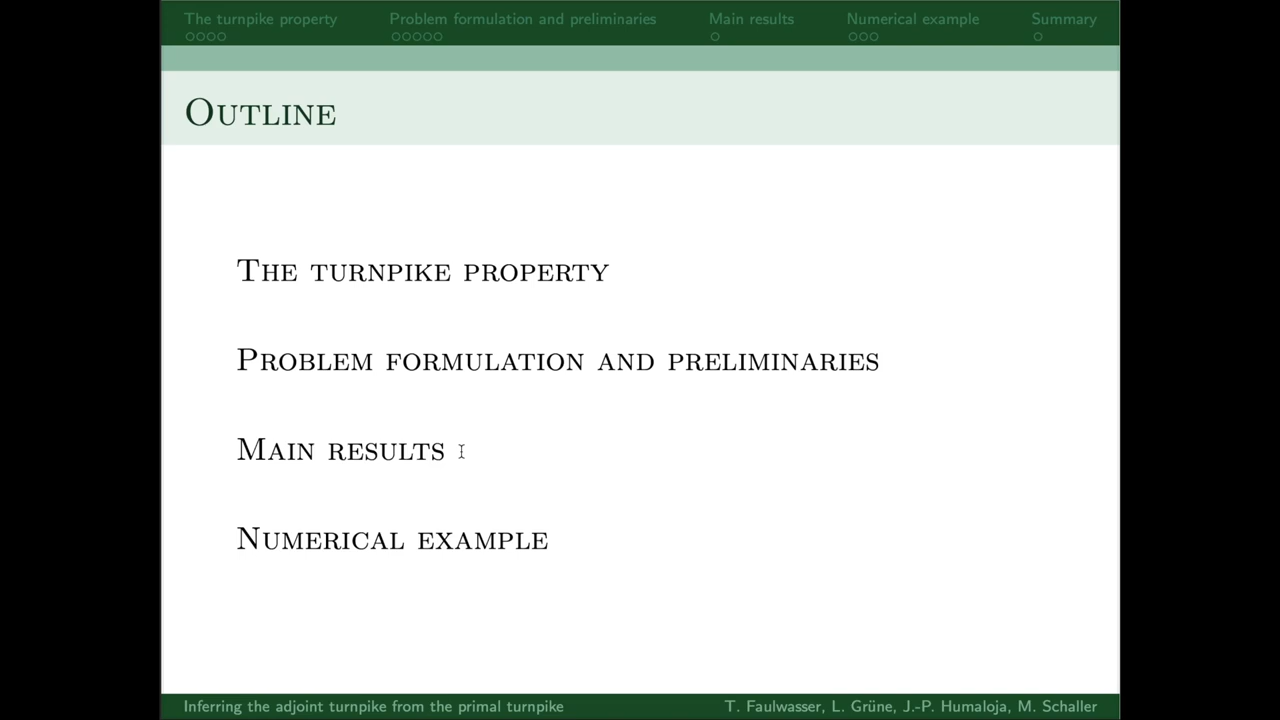 The turnpike property Problem formulation and preliminaries Main results Numerical example Summary
Outline
The turnpike property
Problem formulation and preliminaries
Main results
Numerical example
Inferring the adjoint turnpike from the primal turnpike T. Faulwasser, L. Grüne, J.-P. Humaloja, M. Schaller